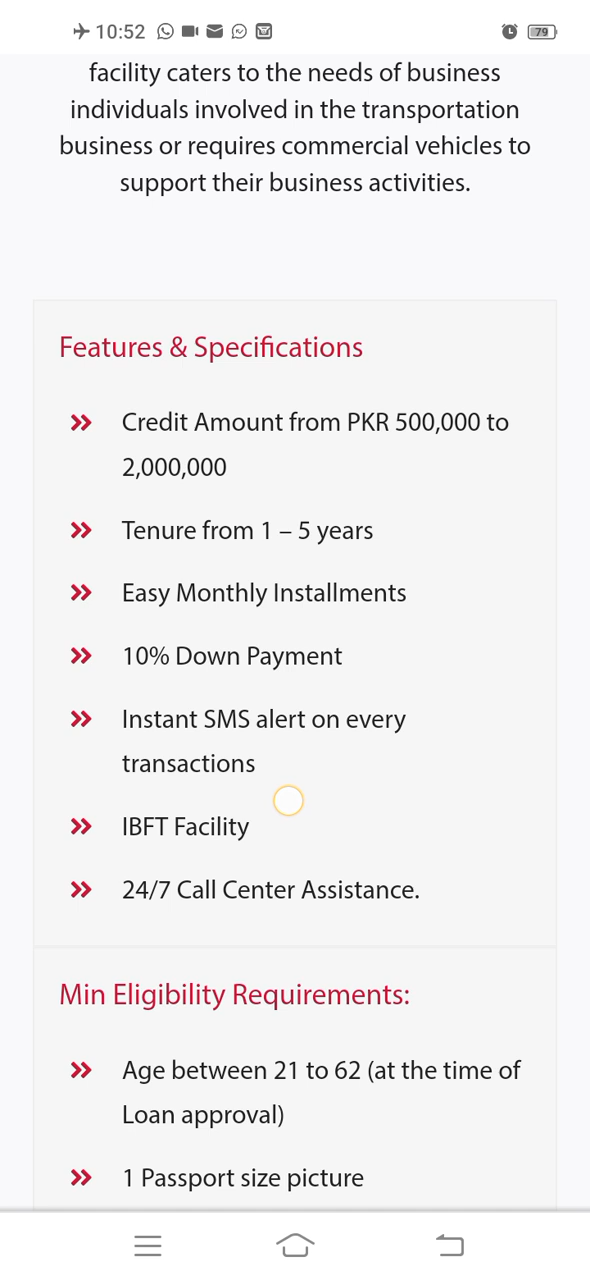 10:52
79
facility caters to the needs of business
individuals involved in the transportation
business or requires commercial vehicles to
support their business activities.
Features & Specifications
Credit Amount from PKR 500,000 to
2,000,000
Tenure from 1 – 5 years
Easy Monthly Installments
10% Down Payment
Instant SMS alert on every
transactions
IBFT Facility
24/7 Call Center Assistance.
Min Eligibility Requirements:
Age between 21 to 62 (at the time of
Loan approval)
1 Passport size picture